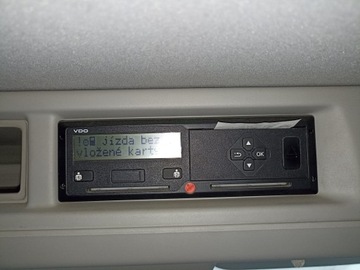 VDO
jízda bez
vložené kart
OK